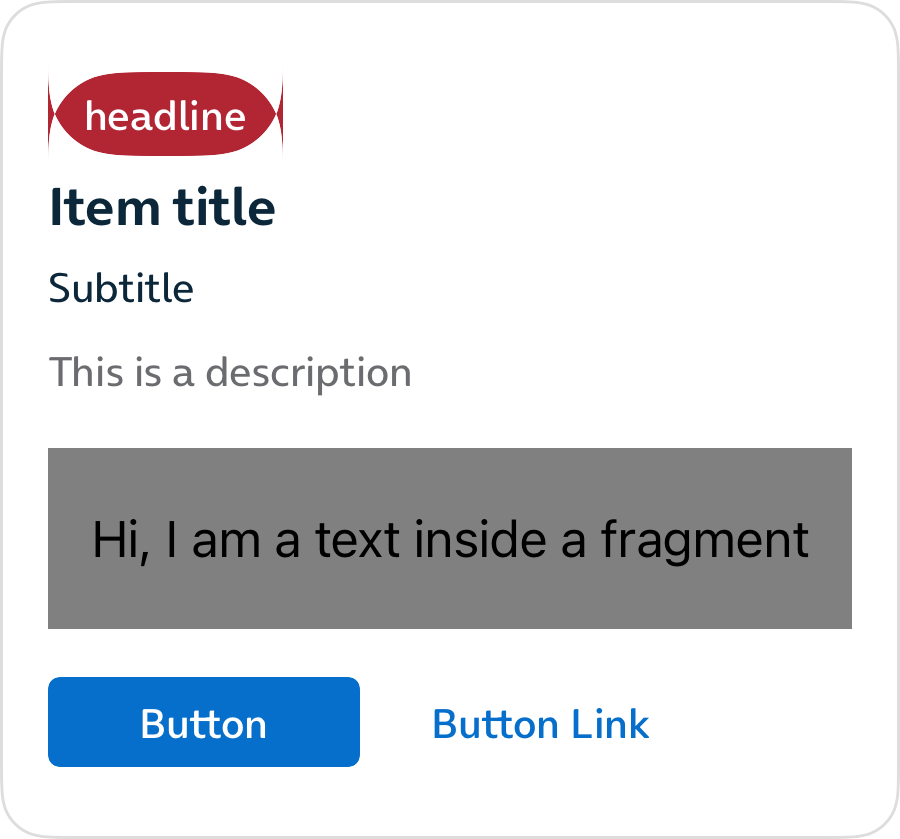 headline
Item title
Subtitle
This is a description
Hi, I am a text inside a fragment
Button
Button Link